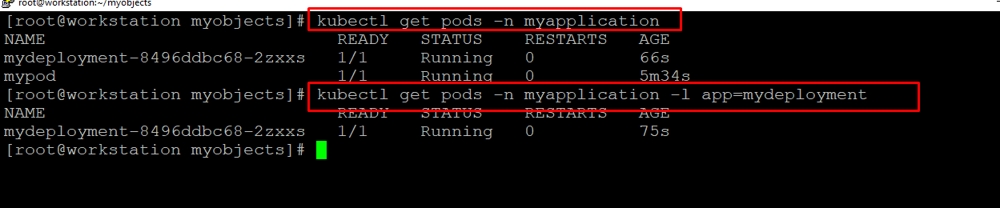 root@workstation:~/myobjects
[root@workstation myobjects]# kubectl get pods -n myapplication
NAME READY STATUS RESTARTS AGE
mydeployment-8496ddbc68-2zxxs 1/1 Running 0 66s
mypod 1/1 Running 0 5m34s
[root@workstation myobjects]# kubectl get pods -n myapplication -l app=mydeployment
NAME READY STATUS RESTARTS AGE
mydeployment-8496ddbc68-2zxxs 1/1 Running 0 75s
[root@workstation myobjects]#